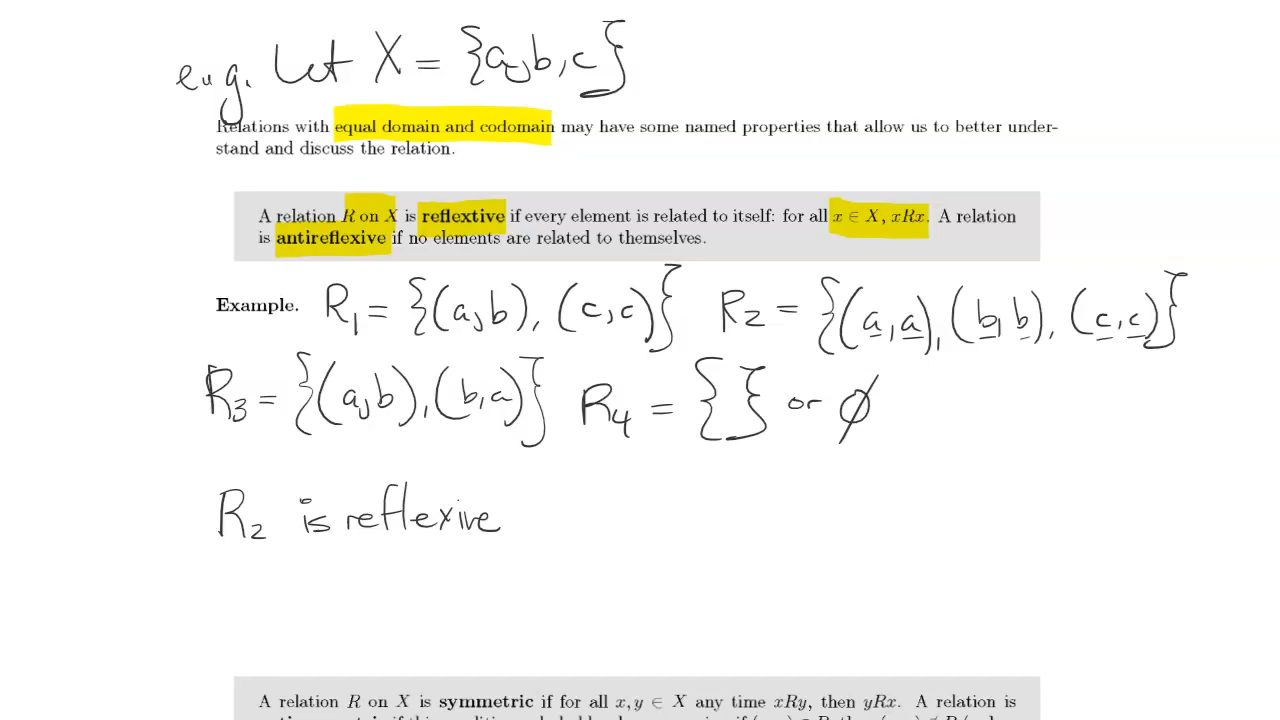 e.g. Let X = {a,b,c}
Relations with equal domain and codomain may have some named properties that allow us to better under-
stand and discuss the relation.
A relation R on X is reflextive if every element is related to itself: for all x ∈ X, xRx. A relation
is antireflexive if no elements are related to themselves.
Example. R₁ = {(a,b), (c,c)} R₂ = {(a,a), (b,b), (c,c)}
R₃ = {(a,b), (b,a)} R₄ = { } or ∅
R₂ is reflexive
A relation R on X is symmetric if for all x, y ∈ X any time xRy, then yRx. A relation is